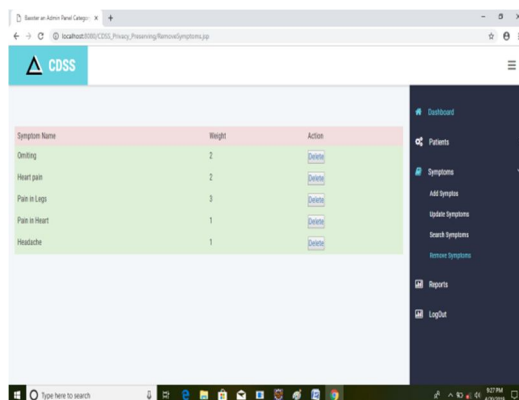 Baxster an Admin Panel Categor
localhost:8080/CDSS_Privacy_Preserving/RemoveSymptoms.jsp
CDSS
Symptom Name Weight Action
Omiting 2 Delete
Heart pain 2 Delete
Pain in Legs 3 Delete
Pain in Heart 1 Delete
Headache 1 Delete
Dashboard
Patients
Symptoms
Add Symptos
Update Symptoms
Search Symptoms
Remove Symptoms
Reports
LogOut
Type here to search
9:27 PM